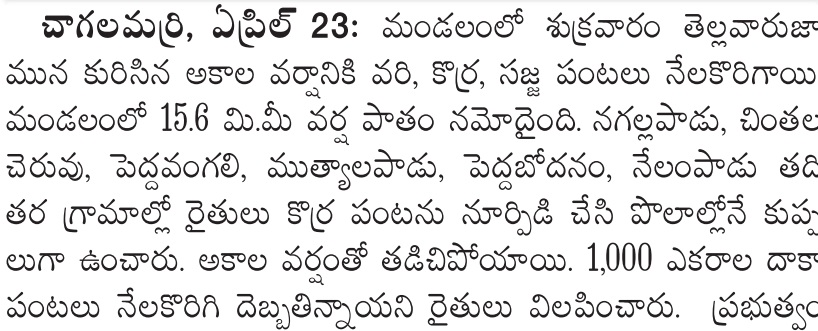 చాగలమర్రి, ఏప్రిల్ 23: మండలంలో శుక్రవారం తెల్లవారుజా
మున కురిసిన అకాల వర్షానికి వరి, కొర్ర, సజ్జ పంటలు నేలకొరిగాయి
మండలంలో 15.6 మి.మీ వర్ష పాతం నమోదైంది. నగల్లపాడు, చింతల
చెరువు, పెద్దవంగలి, ముత్యాలపాడు, పెద్దబోదనం, నేలంపాడు తది
తర గ్రామాల్లో రైతులు కొర్ర పంటను నూర్పిడి చేసి పొలాల్లోనే కుప్ప
లుగా ఉంచారు. అకాల వర్షంతో తడిచిపోయాయి. 1,000 ఎకరాల దాకా
పంటలు నేలకొరిగి దెబ్బతిన్నాయని రైతులు విలపించారు. ప్రభుత్వం